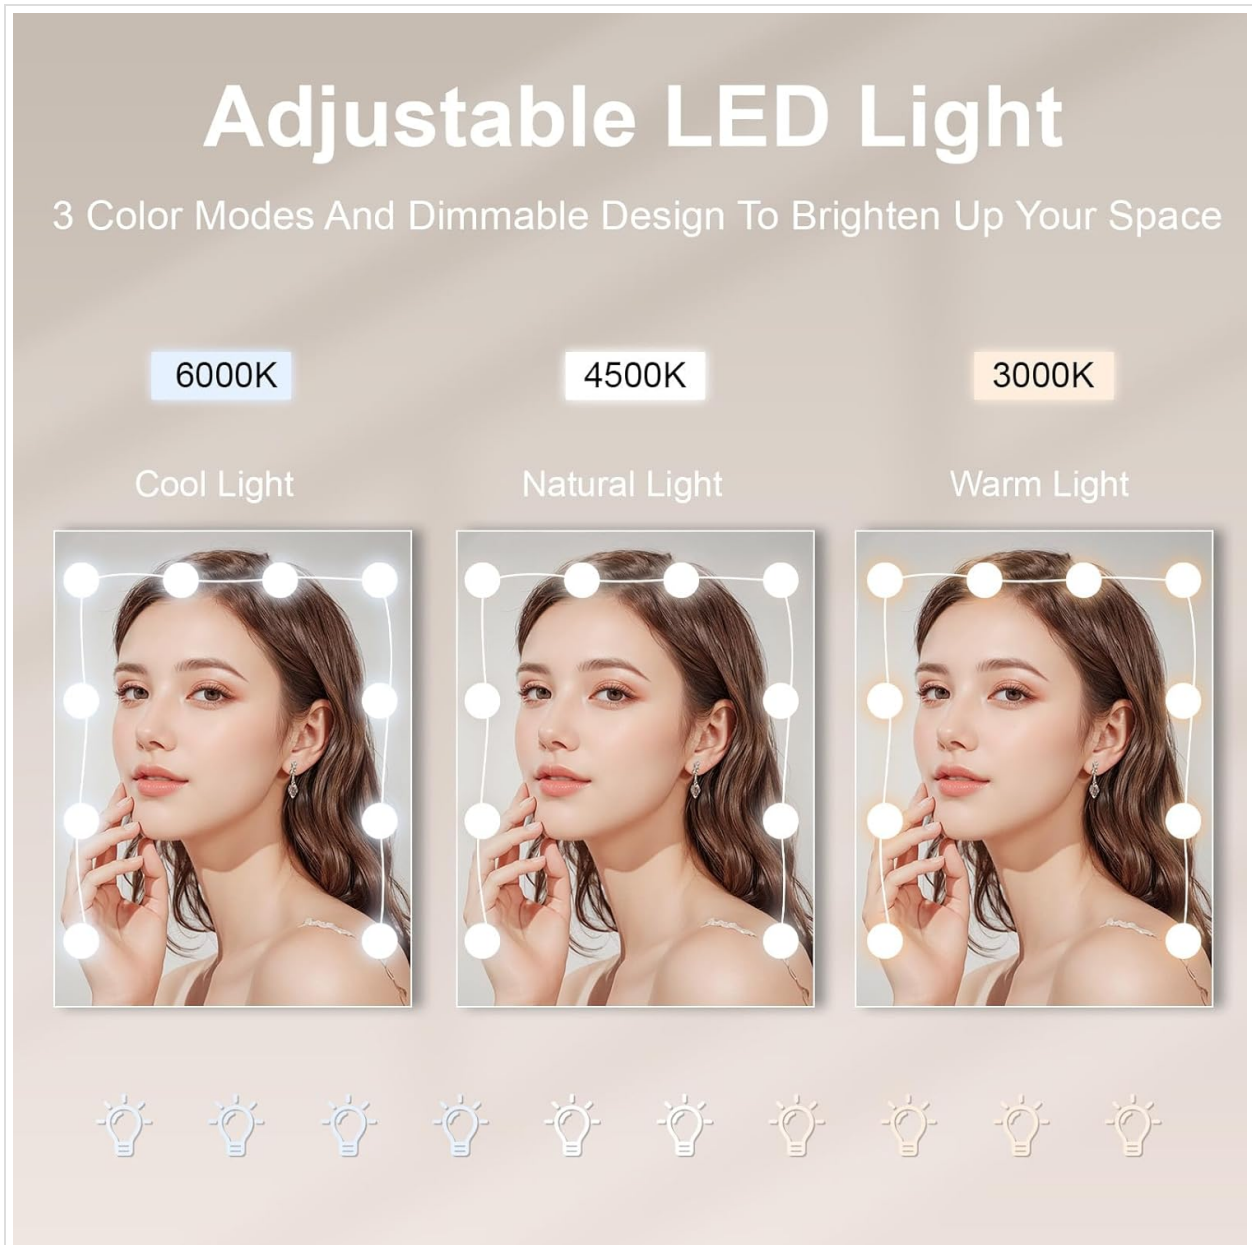 Adjustable LED Light
3 Color Modes And Dimmable Design To Brighten Up Your Space
6000K
4500K
3000K
Cool Light
Natural Light
Warm Light